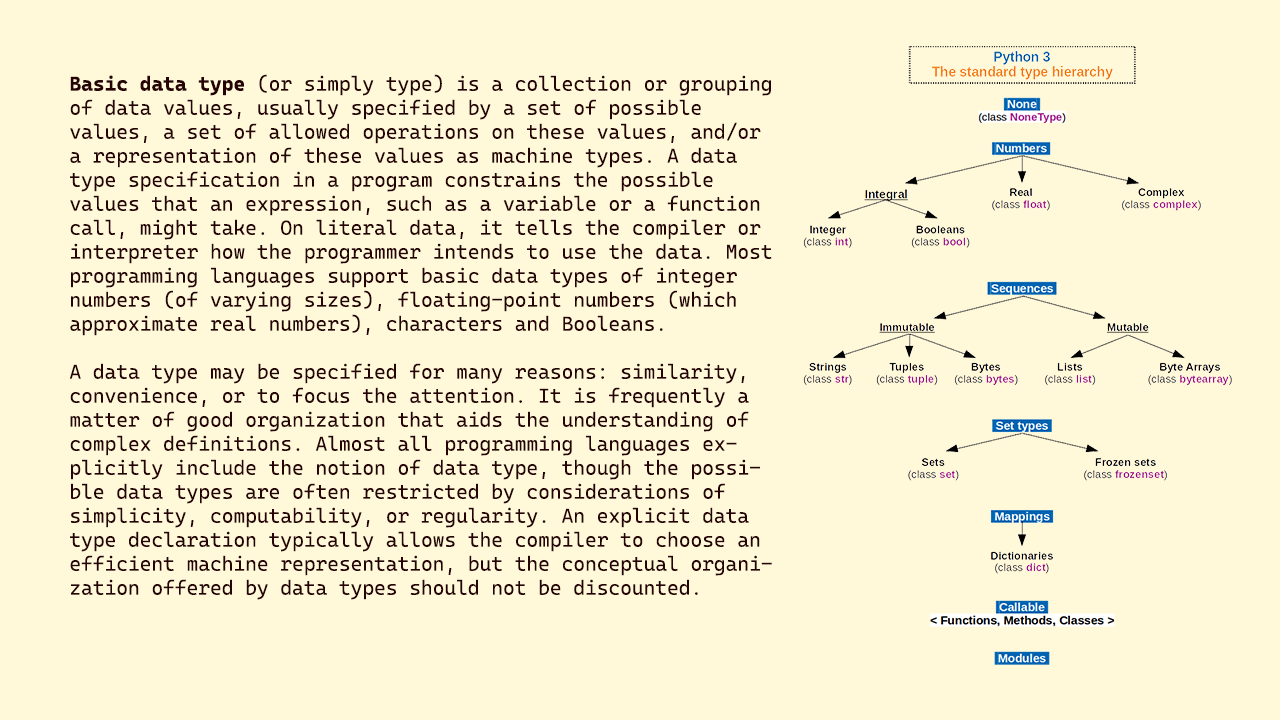 Basic data type (or simply type) is a collection or grouping
of data values, usually specified by a set of possible
values, a set of allowed operations on these values, and/or
a representation of these values as machine types. A data
type specification in a program constrains the possible
values that an expression, such as a variable or a function
call, might take. On literal data, it tells the compiler or
interpreter how the programmer intends to use the data. Most
programming languages support basic data types of integer
numbers (of varying sizes), floating-point numbers (which
approximate real numbers), characters and Booleans.
A data type may be specified for many reasons: similarity,
convenience, or to focus the attention. It is frequently a
matter of good organization that aids the understanding of
complex definitions. Almost all programming languages ex-
plicitly include the notion of data type, though the possi-
ble data types are often restricted by considerations of
simplicity, computability, or regularity. An explicit data
type declaration typically allows the compiler to choose an
efficient machine representation, but the conceptual organi-
zation offered by data types should not be discounted.
Python 3
The standard type hierarchy
None
(class NoneType)
Numbers
Integral Real Complex
(class float) (class complex)
Integer Booleans
(class int) (class bool)
Sequences
Immutable Mutable
Strings Tuples Bytes Lists Byte Arrays
(class str) (class tuple) (class bytes) (class list) (class bytearray)
Set types
Sets Frozen sets
(class set) (class frozenset)
Mappings
Dictionaries
(class dict)
Callable
< Functions, Methods, Classes >
Modules